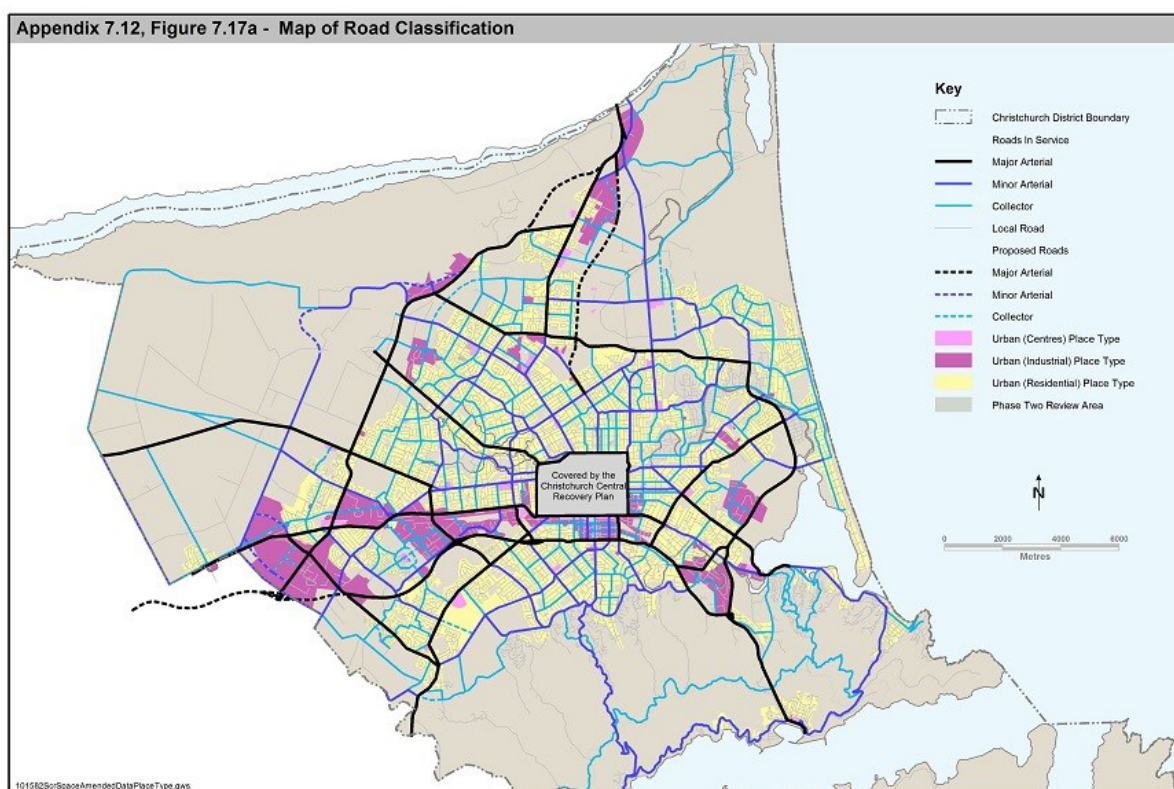 Appendix 7.12, Figure 7.17a - Map of Road Classification
Key
Christchurch District Boundary
Roads In Service
Major Arterial
Minor Arterial
Collector
Local Road
Proposed Roads
Major Arterial
Minor Arterial
Collector
Urban (Centres) Place Type
Urban (Industrial) Place Type
Urban (Residential) Place Type
Phase Two Review Area
Covered by the
Christchurch Central
Recovery Plan
N
0 2000 4000 6000
Metres
101582ScrSpaceAmendedDataPlaceType.gws